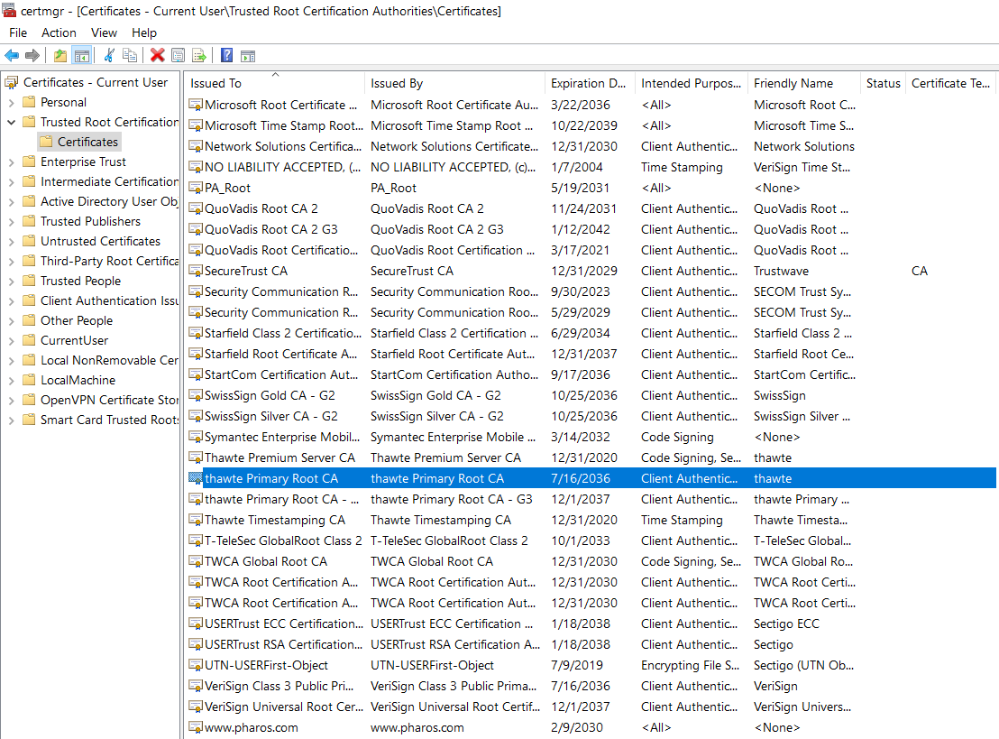 certmgr - [Certificates - Current User\Trusted Root Certification Authorities\Certificates]
File Action View Help
Certificates - Current User
Personal
Trusted Root Certification
Certificates
Enterprise Trust
Intermediate Certification
Active Directory User Ob
Trusted Publishers
Untrusted Certificates
Third-Party Root Certifica
Trusted People
Client Authentication Issu
Other People
CurrentUser
Local NonRemovable Cer
LocalMachine
OpenVPN Certificate Stor
Smart Card Trusted Roots
Issued To Issued By Expiration D... Intended Purpos... Friendly Name Status Certificate Te...
Microsoft Root Certificate ... Microsoft Root Certificate Au... 3/22/2036 <All> Microsoft Root C...
Microsoft Time Stamp Root... Microsoft Time Stamp Root ... 10/22/2039 <All> Microsoft Time S...
Network Solutions Certifica... Network Solutions Certificate... 12/31/2030 Client Authentic... Network Solutions
NO LIABILITY ACCEPTED, (... NO LIABILITY ACCEPTED, (c)... 1/7/2004 Time Stamping VeriSign Time St...
PA_Root PA_Root 5/19/2031 <All> <None>
QuoVadis Root CA 2 QuoVadis Root CA 2 11/24/2031 Client Authentic... QuoVadis Root ...
QuoVadis Root CA 2 G3 QuoVadis Root CA 2 G3 1/12/2042 Client Authentic... QuoVadis Root ...
QuoVadis Root Certificatio... QuoVadis Root Certification ... 3/17/2021 Client Authentic... QuoVadis Root ...
SecureTrust CA SecureTrust CA 12/31/2029 Client Authentic... Trustwave CA
Security Communication R... Security Communication Roo... 9/30/2023 Client Authentic... SECOM Trust Sy...
Security Communication R... Security Communication Roo... 5/29/2029 Client Authentic... SECOM Trust Sy...
Starfield Class 2 Certificatio... Starfield Class 2 Certification ... 6/29/2034 Client Authentic... Starfield Class 2 ...
Starfield Root Certificate A... Starfield Root Certificate Aut... 12/31/2037 Client Authentic... Starfield Root Ce...
StartCom Certification Aut... StartCom Certification Autho... 9/17/2036 Client Authentic... StartCom Certific...
SwissSign Gold CA - G2 SwissSign Gold CA - G2 10/25/2036 Client Authentic... SwissSign
SwissSign Silver CA - G2 SwissSign Silver CA - G2 10/25/2036 Client Authentic... SwissSign Silver ...
Symantec Enterprise Mobil... Symantec Enterprise Mobile ... 3/14/2032 Code Signing <None>
Thawte Premium Server CA Thawte Premium Server CA 12/31/2020 Code Signing, Se... thawte
thawte Primary Root CA thawte Primary Root CA 7/16/2036 Client Authentic... thawte
thawte Primary Root CA - ... thawte Primary Root CA - G3 12/1/2037 Client Authentic... thawte Primary ...
Thawte Timestamping CA Thawte Timestamping CA 12/31/2020 Time Stamping Thawte Timesta...
T-TeleSec GlobalRoot Class 2 T-TeleSec GlobalRoot Class 2 10/1/2033 Client Authentic... T-TeleSec Global...
TWCA Global Root CA TWCA Global Root CA 12/31/2030 Code Signing, Se... TWCA Global Ro...
TWCA Root Certification A... TWCA Root Certification Aut... 12/31/2030 Client Authentic... TWCA Root Certi...
TWCA Root Certification A... TWCA Root Certification Aut... 12/31/2030 Client Authentic... TWCA Root Certi...
USERTrust ECC Certification... USERTrust ECC Certification ... 1/18/2038 Client Authentic... Sectigo ECC
USERTrust RSA Certification... USERTrust RSA Certification A... 1/18/2038 Client Authentic... Sectigo
UTN-USERFirst-Object UTN-USERFirst-Object 7/9/2019 Encrypting File S... Sectigo (UTN Ob...
VeriSign Class 3 Public Pri... VeriSign Class 3 Public Prima... 7/16/2036 Client Authentic... VeriSign
VeriSign Universal Root Cer... VeriSign Universal Root Certif... 12/1/2037 Client Authentic... VeriSign Univers...
www.pharos.com www.pharos.com 2/9/2030 <All> <None>